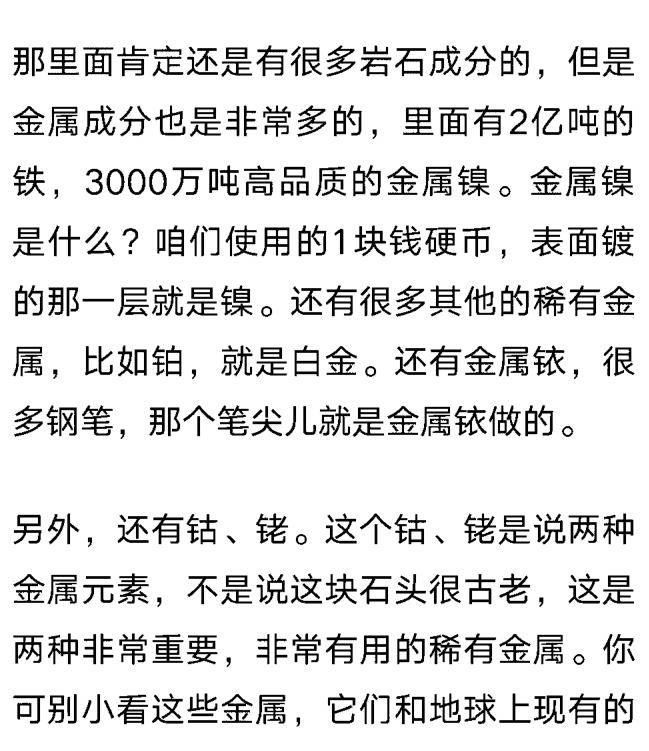 那里面肯定还是有很多岩石成分的，但是
金属成分也是非常多的，里面有2亿吨的
铁，3000万吨高品质的金属镍。金属镍
是什么？咱们使用的1块钱硬币，表面镀
的那一层就是镍。还有很多其他的稀有金
属，比如铂，就是白金。还有金属铱，很
多钢笔，那个笔尖儿就是金属铱做的。
另外，还有钴、铑。这个钴、铑是说两种
金属元素，不是说这块石头很古老，这是
两种非常重要，非常有用的稀有金属。你
可别小看这些金属，它们和地球上现有的